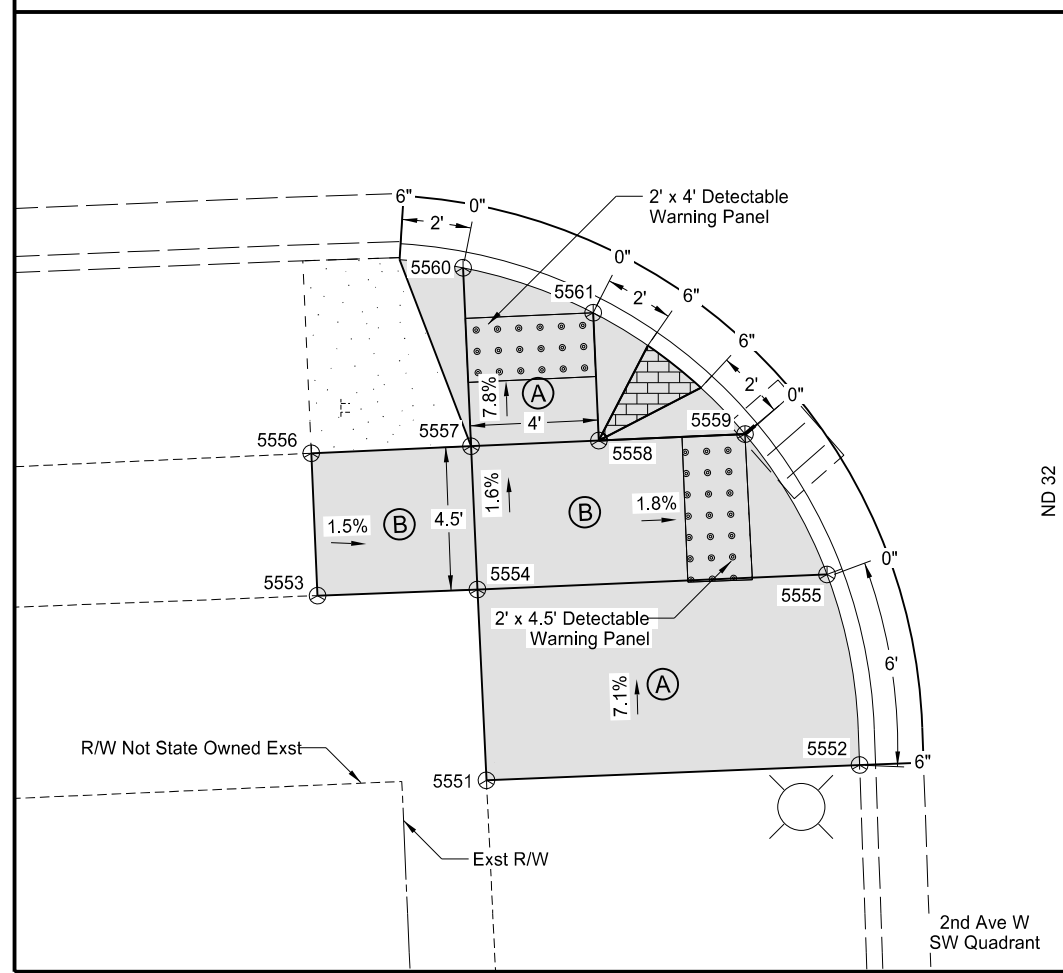 6"
2'
0"
2' x 4' Detectable
Warning Panel
5560
0"
5561
2'
6"
6"
2'
0"
7.8%
A
4'
5557
5558
5559
5556
1.6%
1.5%
B
4.5'
B
1.8%
5553
5554
5555
0"
2' x 4.5' Detectable
Warning Panel
6'
7.1%
A
R/W Not State Owned Exst
5552
6"
5551
Exst R/W
ND 32
2nd Ave W
SW Quadrant